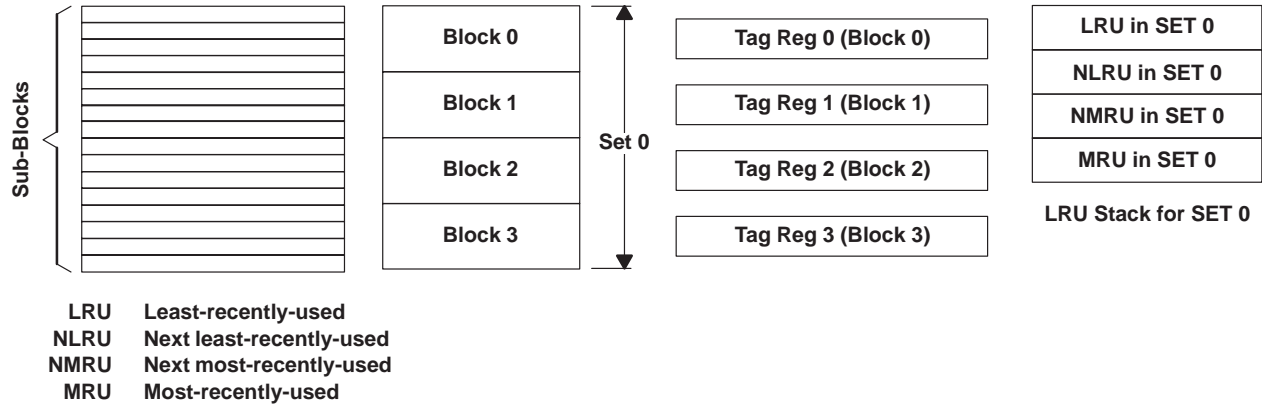 Sub-Blocks
Block 0
Block 1
Block 2
Block 3
Set 0
Tag Reg 0 (Block 0)
Tag Reg 1 (Block 1)
Tag Reg 2 (Block 2)
Tag Reg 3 (Block 3)
LRU in SET 0
NLRU in SET 0
NMRU in SET 0
MRU in SET 0
LRU Stack for SET 0
LRU Least-recently-used
NLRU Next least-recently-used
NMRU Next most-recently-used
MRU Most-recently-used